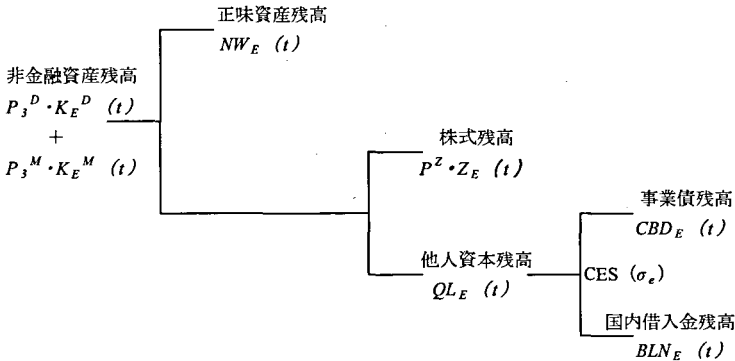 正味資産残高
NW_E (t)
非金融資産残高
P_3^D・K_E^D (t)
+
P_3^M・K_E^M (t)
株式残高
P^Z・Z_E (t)
他人資本残高
QL_E (t)
事業債残高
CBD_E (t)
CES (σ_e)
国内借入金残高
BLN_E (t)